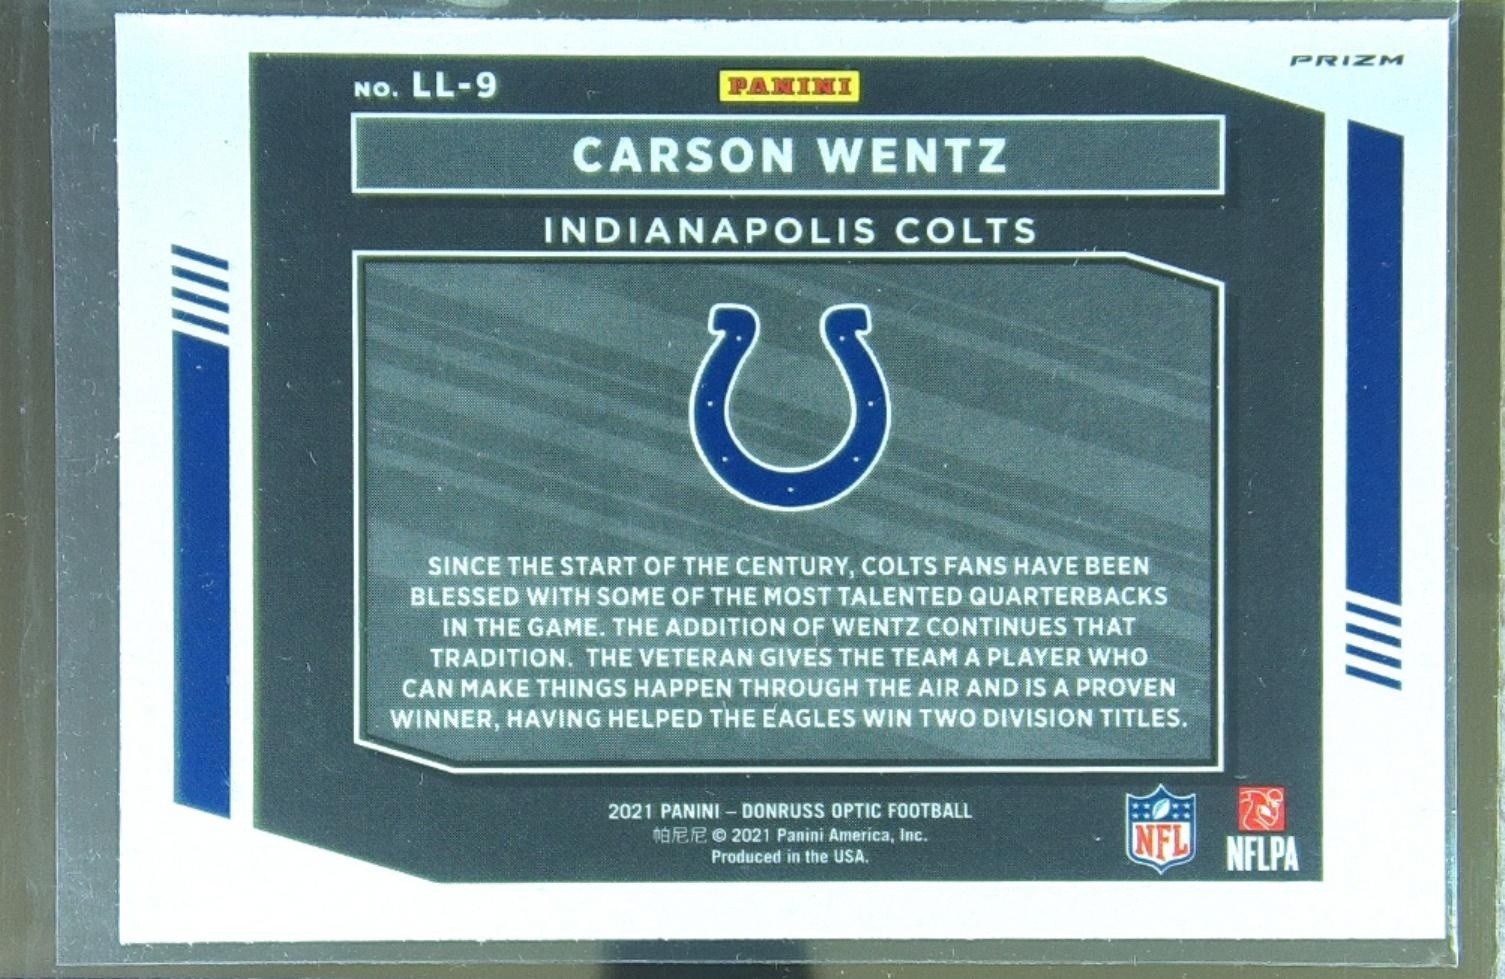 PRIZM
NO. LL-9
PANINI
CARSON WENTZ
INDIANAPOLIS COLTS
SINCE THE START OF THE CENTURY, COLTS FANS HAVE BEEN
BLESSED WITH SOME OF THE MOST TALENTED QUARTERBACKS
IN THE GAME. THE ADDITION OF WENTZ CONTINUES THAT
TRADITION. THE VETERAN GIVES THE TEAM A PLAYER WHO
CAN MAKE THINGS HAPPEN THROUGH THE AIR AND IS A PROVEN
WINNER, HAVING HELPED THE EAGLES WIN TWO DIVISION TITLES.
2021 PANINI – DONRUSS OPTIC FOOTBALL
帕尼尼 © 2021 Panini America, Inc.
Produced in the USA.
NFL
NFLPA